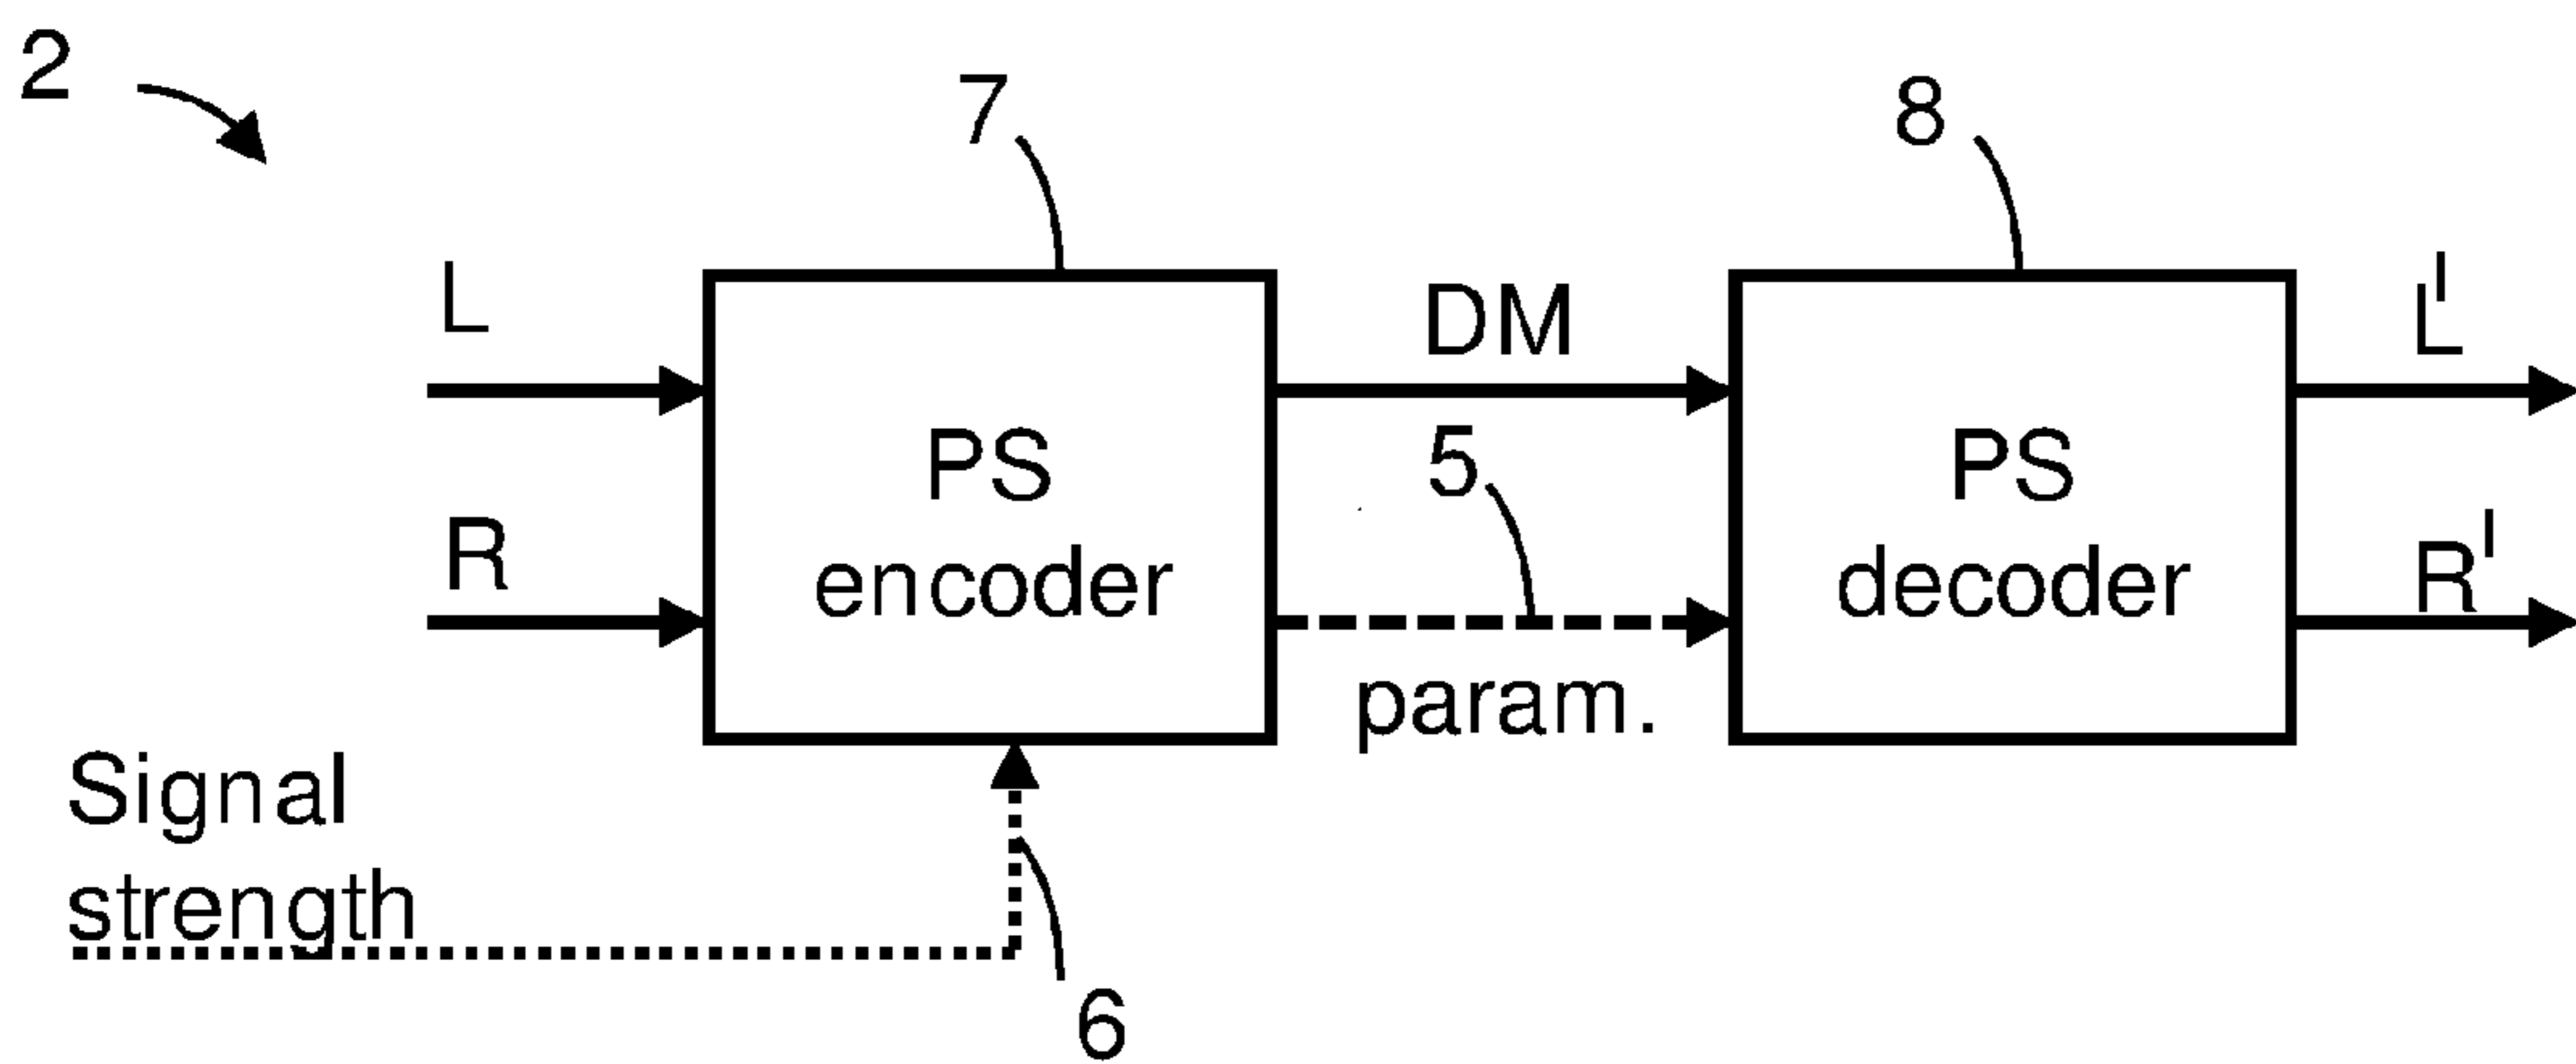 2
7
8
L
DM
L'
PS
encoder
5
PS
decoder
R
R'
param.
Signal
strength
6